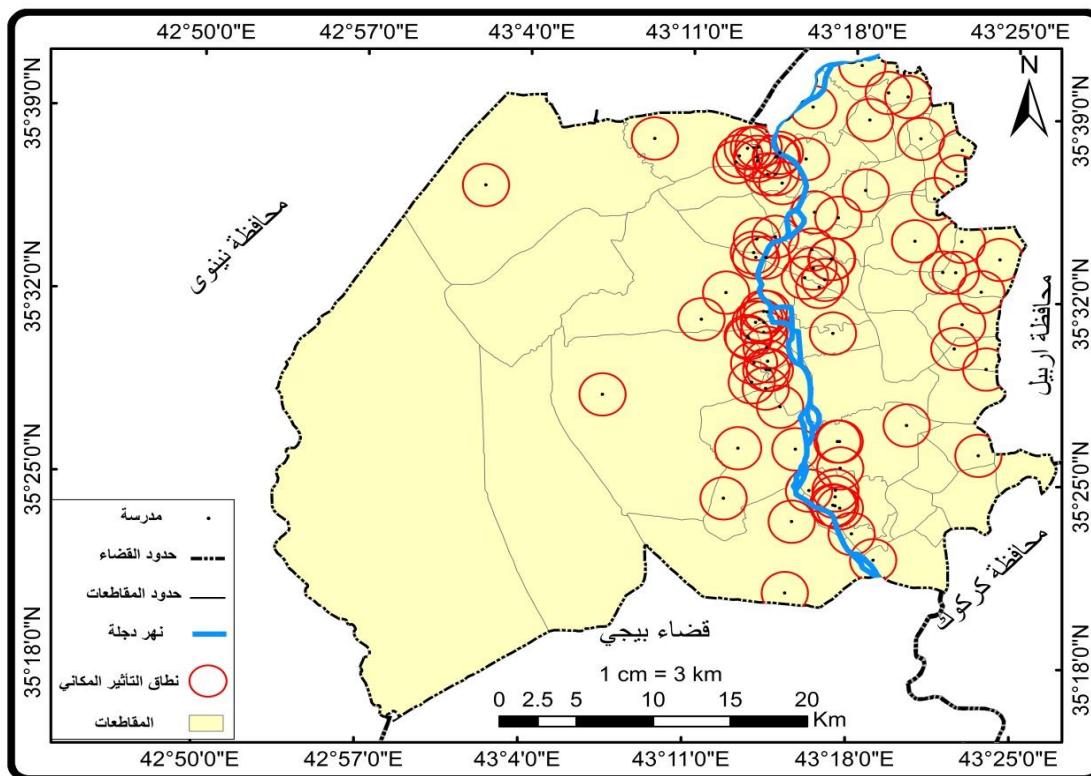 42°50'0"E 42°57'0"E 43°4'0"E 43°11'0"E 43°18'0"E 43°25'0"E
N
35°39'0"N
35°39'0"N
محافظة نينوى
35°32'0"N
35°32'0"N
محافظة اربيل
35°25'0"N
35°25'0"N
مدرسة
حدود القضاء
حدود المقاطعات
نهر دجلة
نطاق التأثير المكاني
المقاطعات
محافظة كركوك
35°18'0"N
35°18'0"N
قضاء بيجي
1 cm = 3 km
0 2.5 5 10 15 20
Km
42°50'0"E 42°57'0"E 43°4'0"E 43°11'0"E 43°18'0"E 43°25'0"E